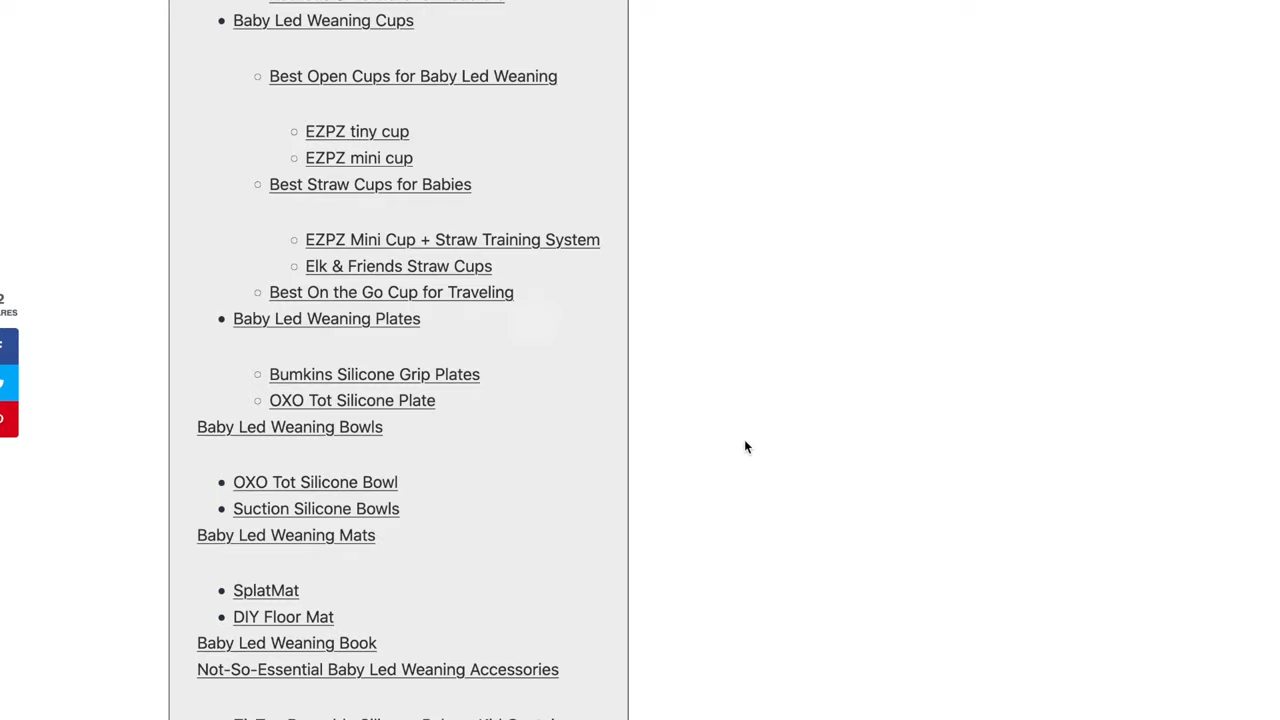 Baby Led Weaning Cups
Best Open Cups for Baby Led Weaning
EZPZ tiny cup
EZPZ mini cup
Best Straw Cups for Babies
EZPZ Mini Cup + Straw Training System
Elk & Friends Straw Cups
Best On the Go Cup for Traveling
Baby Led Weaning Plates
Bumkins Silicone Grip Plates
OXO Tot Silicone Plate
Baby Led Weaning Bowls
OXO Tot Silicone Bowl
Suction Silicone Bowls
Baby Led Weaning Mats
SplatMat
DIY Floor Mat
Baby Led Weaning Book
Not-So-Essential Baby Led Weaning Accessories